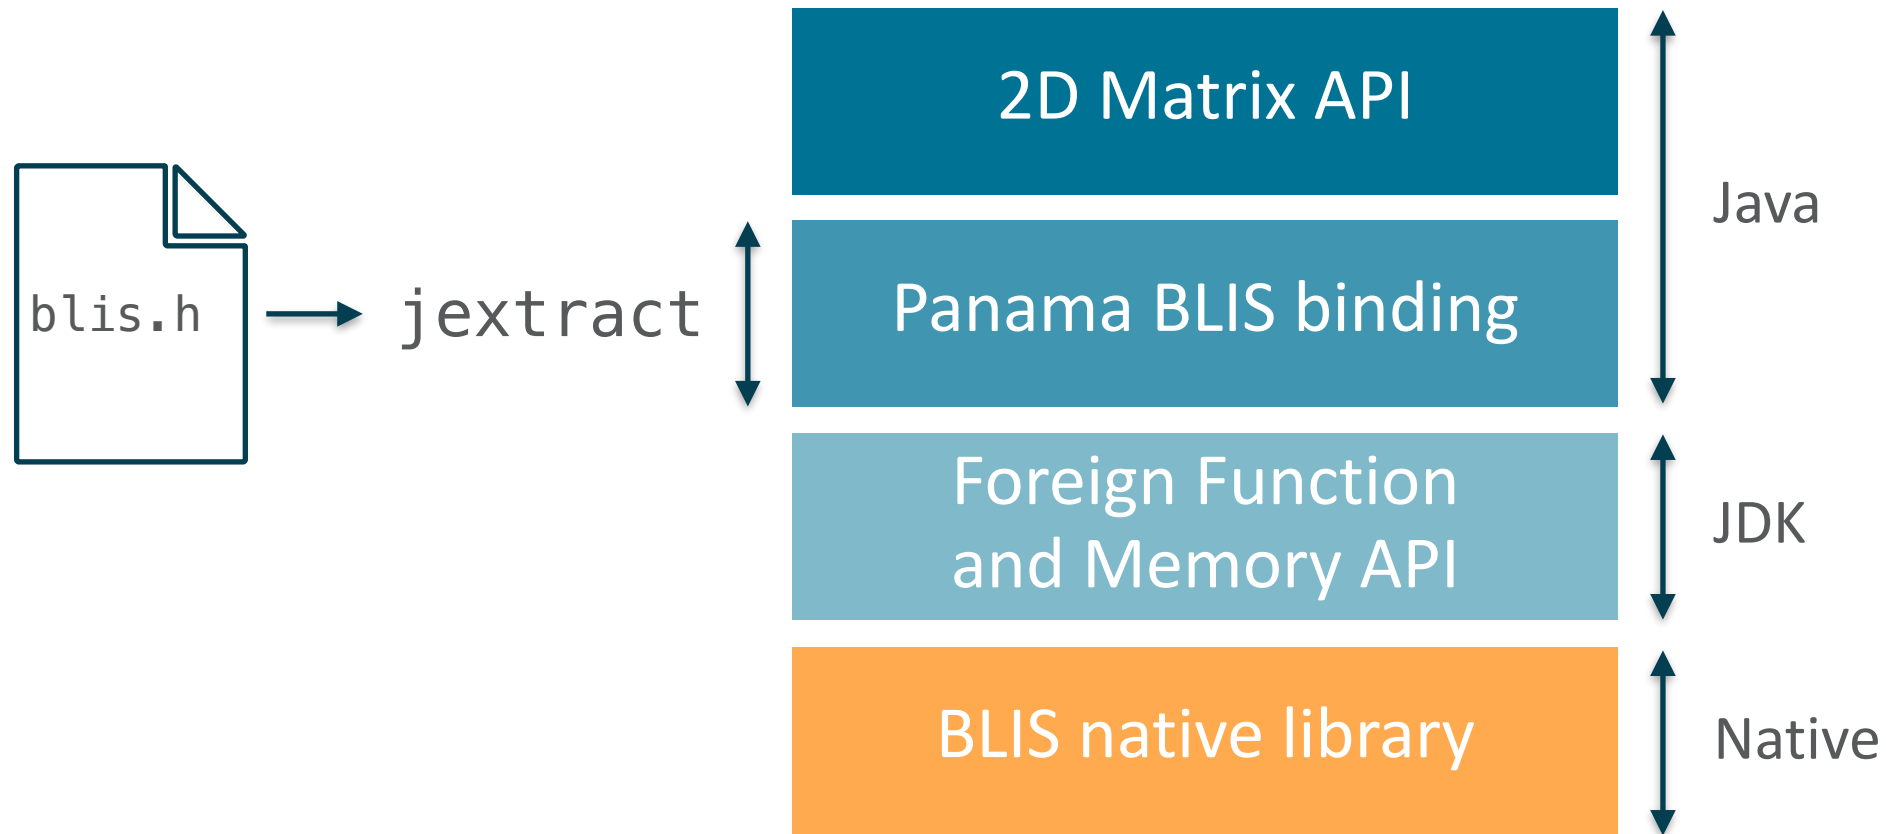 2D Matrix API
Java
blis.h
jextract
Panama BLIS binding
Foreign Function
and Memory API
JDK
BLIS native library
Native